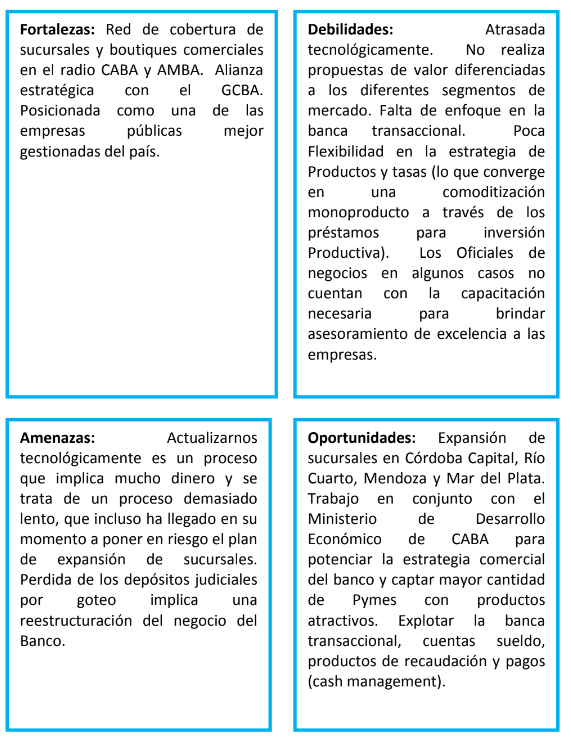 Fortalezas: Red de cobertura de
sucursales y boutiques comerciales
en el radio CABA y AMBA. Alianza
estratégica con el GCBA.
Posicionada como una de las
empresas públicas mejor
gestionadas del país.
Debilidades: Atrasada
tecnológicamente. No realiza
propuestas de valor diferenciadas
a los diferentes segmentos de
mercado. Falta de enfoque en la
banca transaccional. Poca
Flexibilidad en la estrategia de
Productos y tasas (lo que converge
en una comoditización
monoproducto a través de los
préstamos para inversión
Productiva). Los Oficiales de
negocios en algunos casos no
cuentan con la capacitación
necesaria para brindar
asesoramiento de excelencia a las
empresas.
Amenazas: Actualizarnos
tecnológicamente es un proceso
que implica mucho dinero y se
trata de un proceso demasiado
lento, que incluso ha llegado en su
momento a poner en riesgo el plan
de expansión de sucursales.
Perdida de los depósitos judiciales
por goteo implica una
reestructuración del negocio del
Banco.
Oportunidades: Expansión de
sucursales en Córdoba Capital, Río
Cuarto, Mendoza y Mar del Plata.
Trabajo en conjunto con el
Ministerio de Desarrollo
Económico de CABA para
potenciar la estrategia comercial
del banco y captar mayor cantidad
de Pymes con productos
atractivos. Explotar la banca
transaccional, cuentas sueldo,
productos de recaudación y pagos
(cash management).